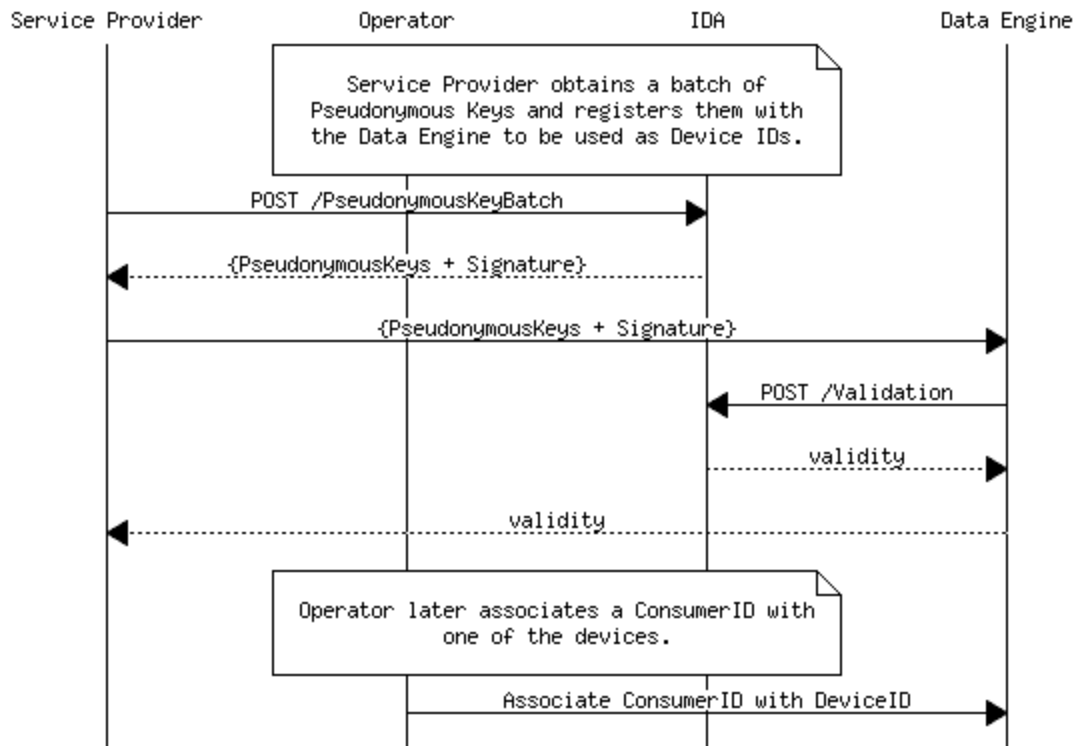 Service Provider Operator IDA Data Engine
Service Provider obtains a batch of
Pseudonymous Keys and registers them with
the Data Engine to be used as Device IDs.
POST /PseudonymousKeyBatch
{PseudonymousKeys + Signature}
{PseudonymousKeys + Signature}
POST /Validation
validity
validity
Operator later associates a ConsumerID with
one of the devices.
Associate ConsumerID with DeviceID